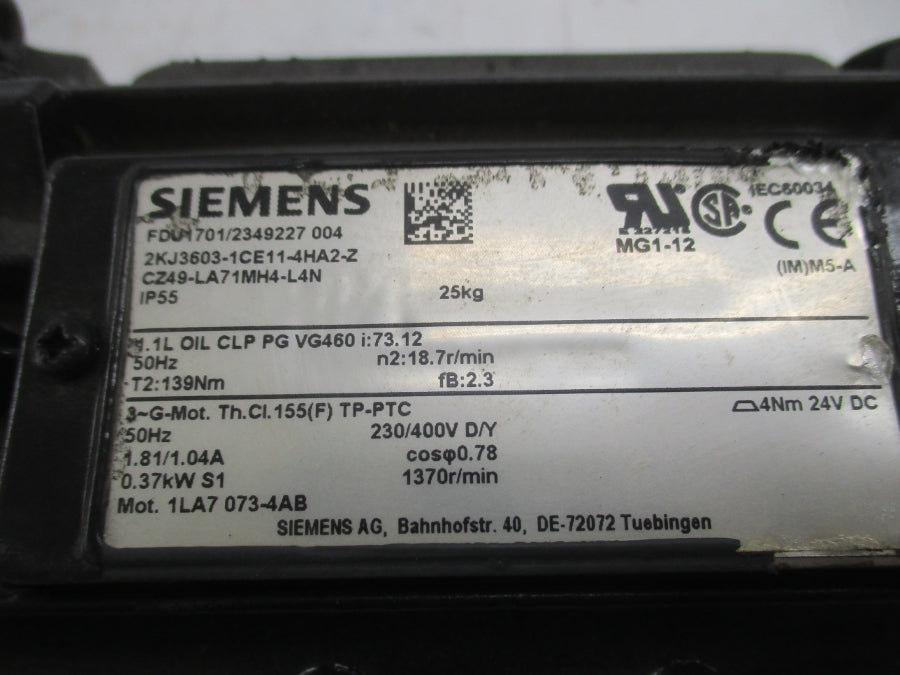 SIEMENS
FDU1701/2349227 004
2KJ3603-1CE11-4HA2-Z
CZ49-LA71MH4-L4N
IP55 25kg
IEC60034
MG1-12
CE
(IM)M5-A
1L OIL CLP PG VG460 i:73.12
50Hz n2:18.7r/min
T2:139Nm fB:2.3
3~G-Mot. Th.Cl.155(F) TP-PTC 4Nm 24V DC
50Hz 230/400V D/Y
1.81/1.04A cosφ0.78
0.37kW S1 1370r/min
Mot. 1LA7 073-4AB
SIEMENS AG, Bahnhofstr. 40, DE-72072 Tuebingen